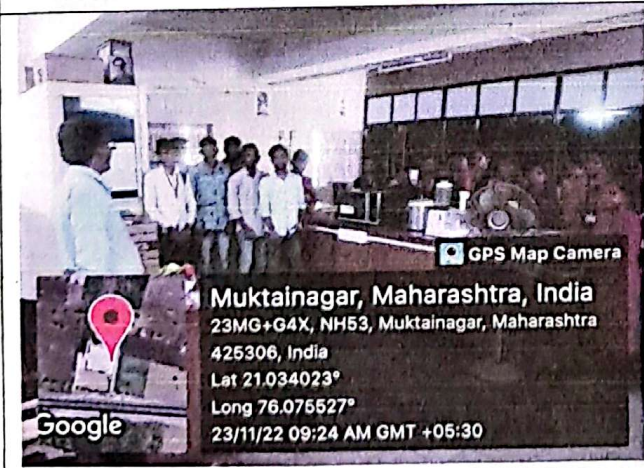 GPS Map Camera
Muktainagar, Maharashtra, India
23MG+G4X, NH53, Muktainagar, Maharashtra
425306, India
Lat 21.034023°
Long 76.075527°
23/11/22 09:24 AM GMT +05:30
Google